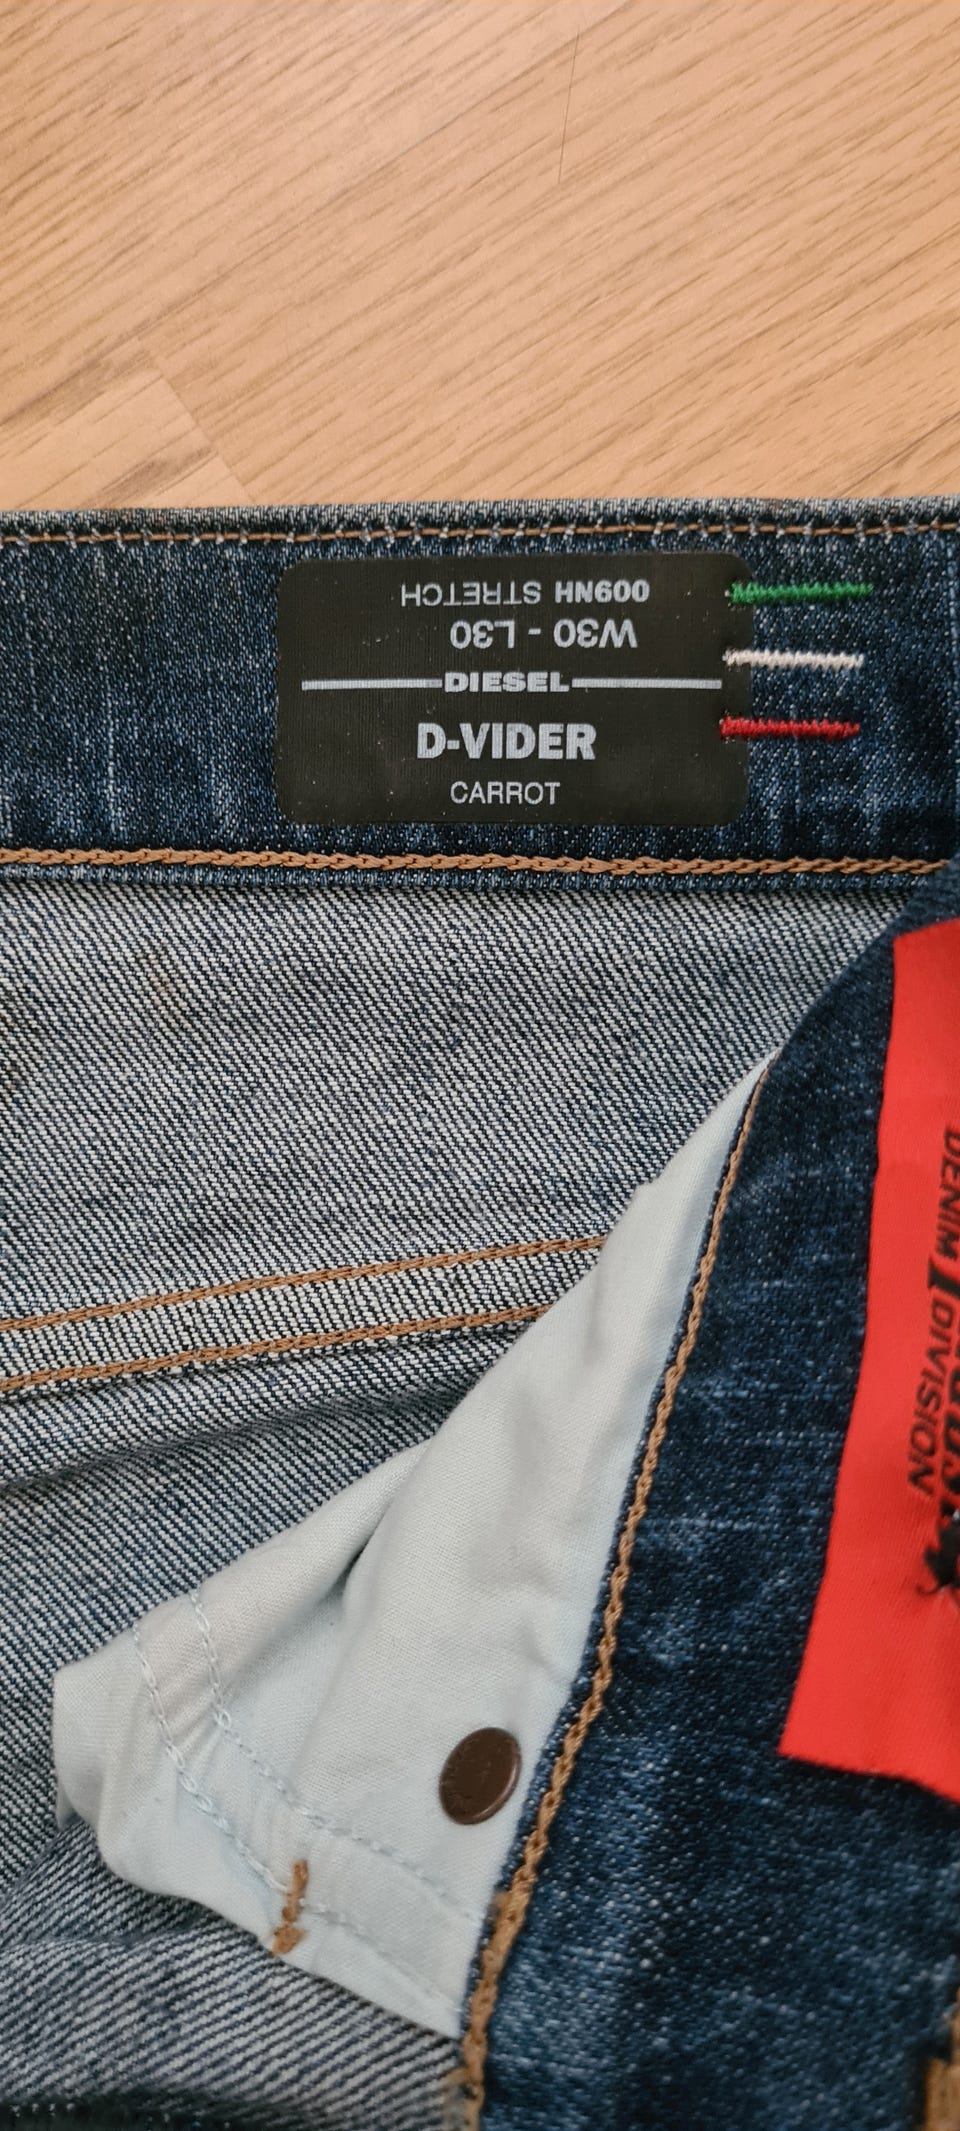 009NH STRETCH
W30 - L30
DIESEL
D-VIDER
CARROT
DENIM DIVISION